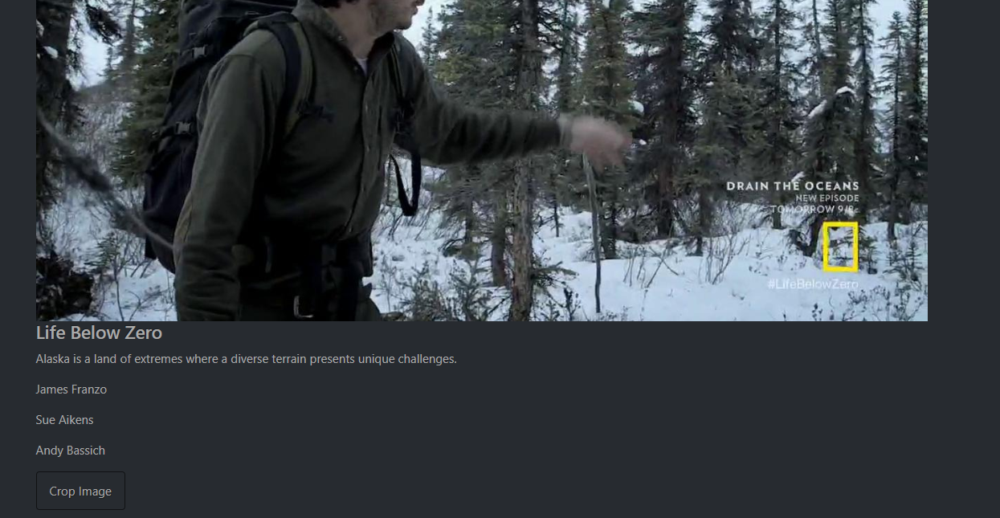 DRAIN THE OCEANS
NEW EPISODE
TOMORROW 9/8c
#LifeBelowZero
Life Below Zero
Alaska is a land of extremes where a diverse terrain presents unique challenges.
James Franzo
Sue Aikens
Andy Bassich
Crop Image